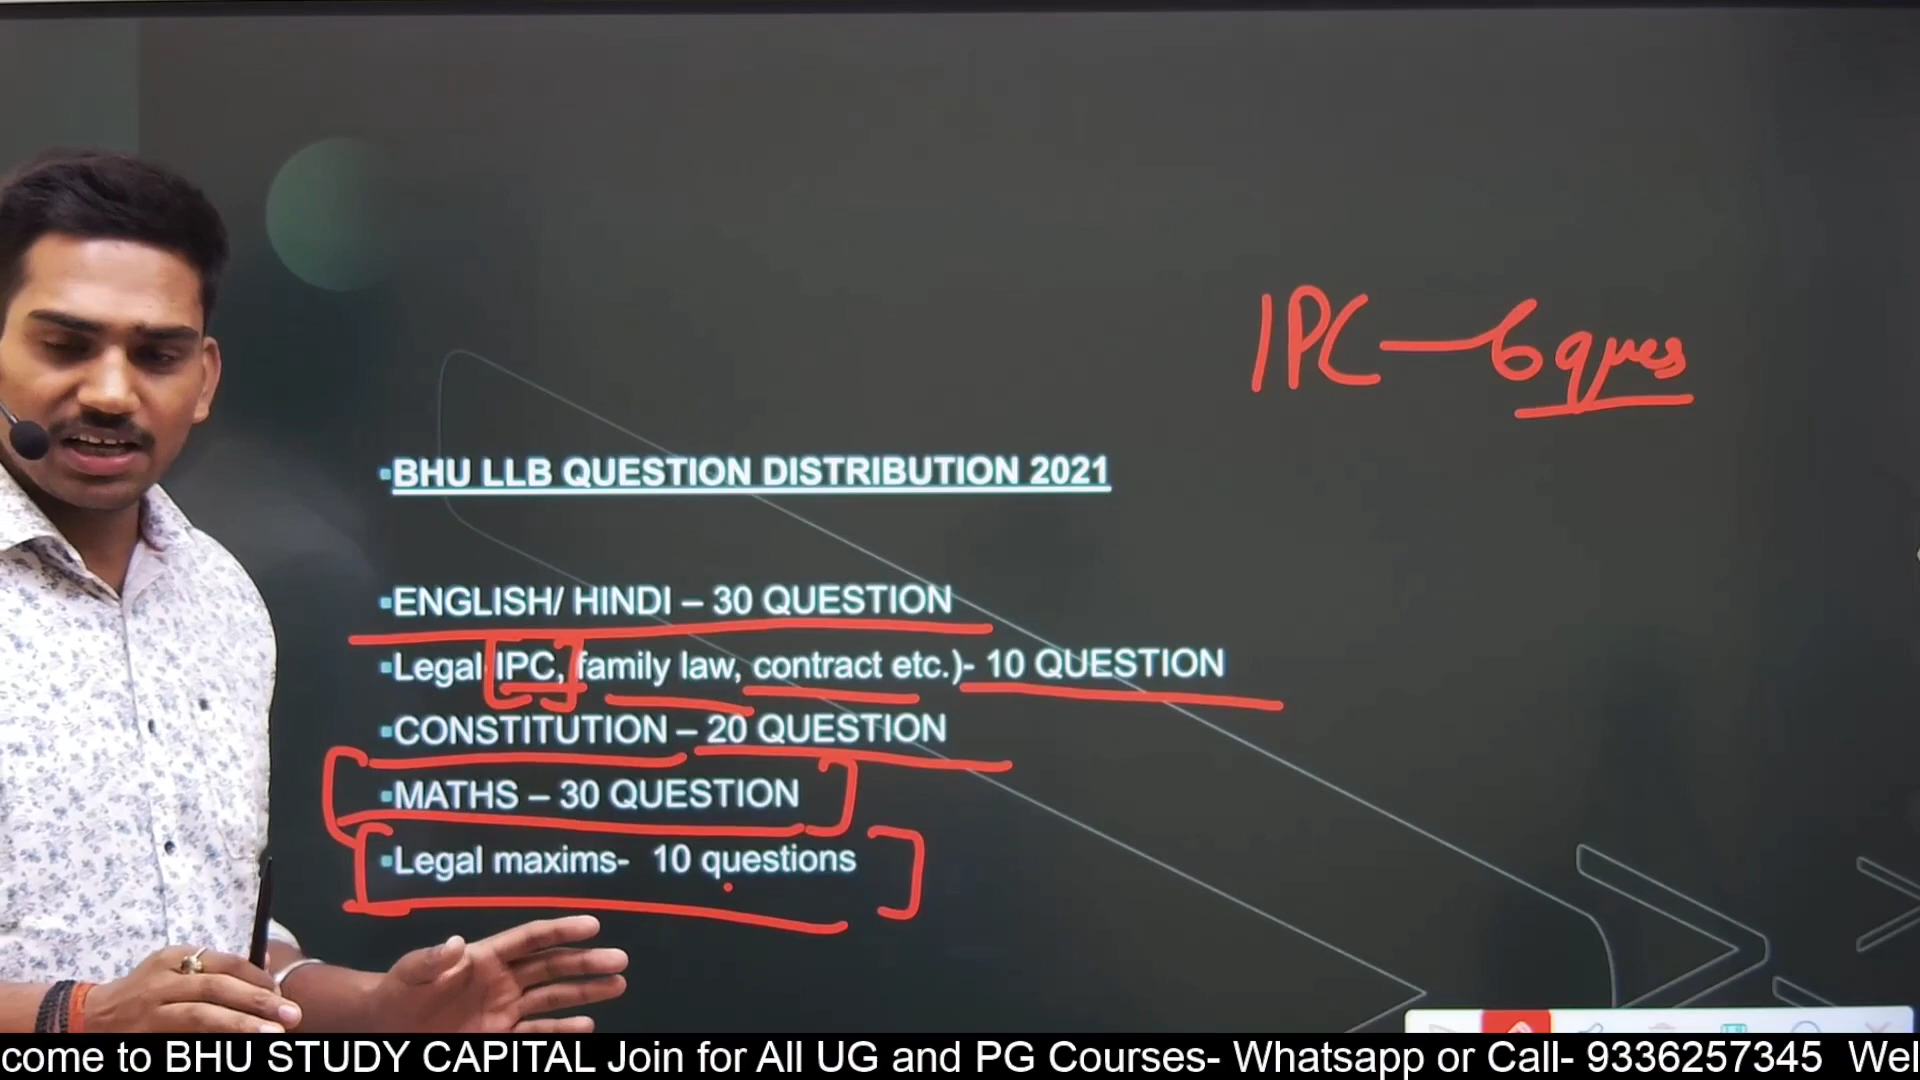 IPC – 6 ques
BHU LLB QUESTION DISTRIBUTION 2021
ENGLISH/ HINDI – 30 QUESTION
Legal IPC, family law, contract etc.)- 10 QUESTION
CONSTITUTION – 20 QUESTION
MATHS – 30 QUESTION
Legal maxims- 10 questions
come to BHU STUDY CAPITAL Join for All UG and PG Courses- Whatsapp or Call- 9336257345 Wel